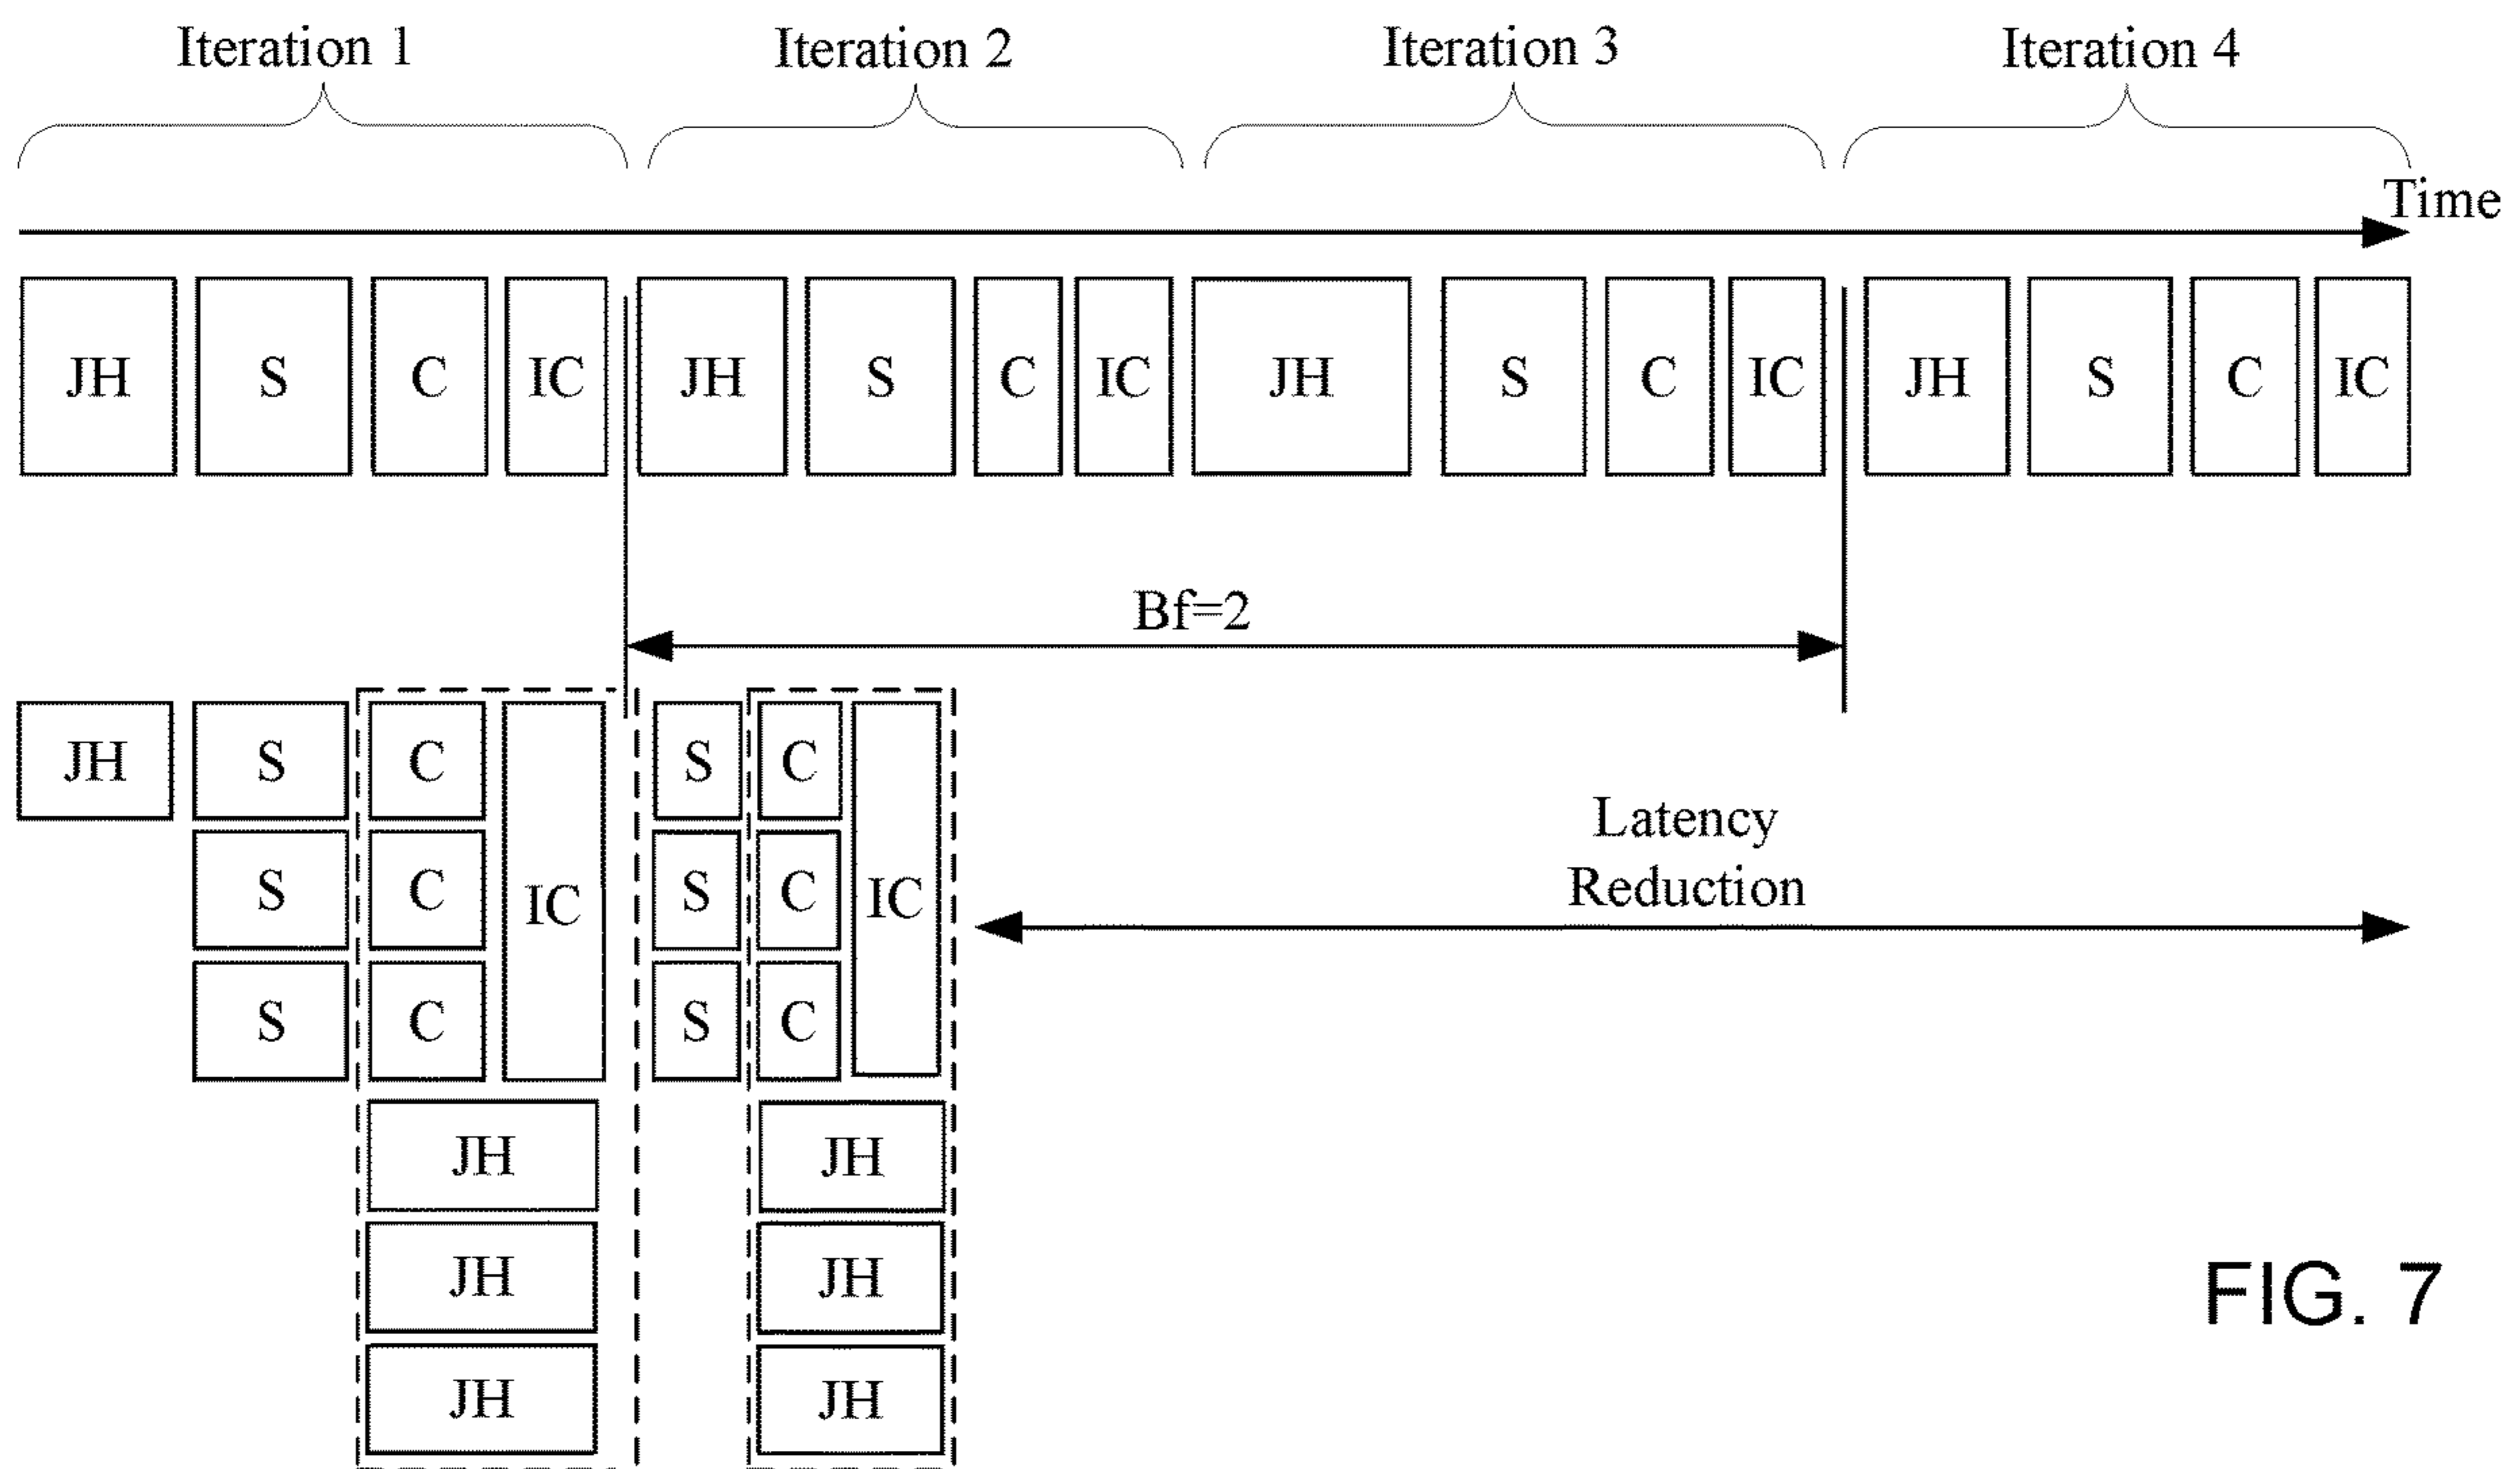 Iteration 1 Iteration 2 Iteration 3 Iteration 4
Time
JH S C IC JH S C IC JH S C IC JH S C IC
Bf=2
JH S C S C
S C IC S C IC
S C S C
Latency
Reduction
JH JH
JH JH
JH JH
FIG. 7